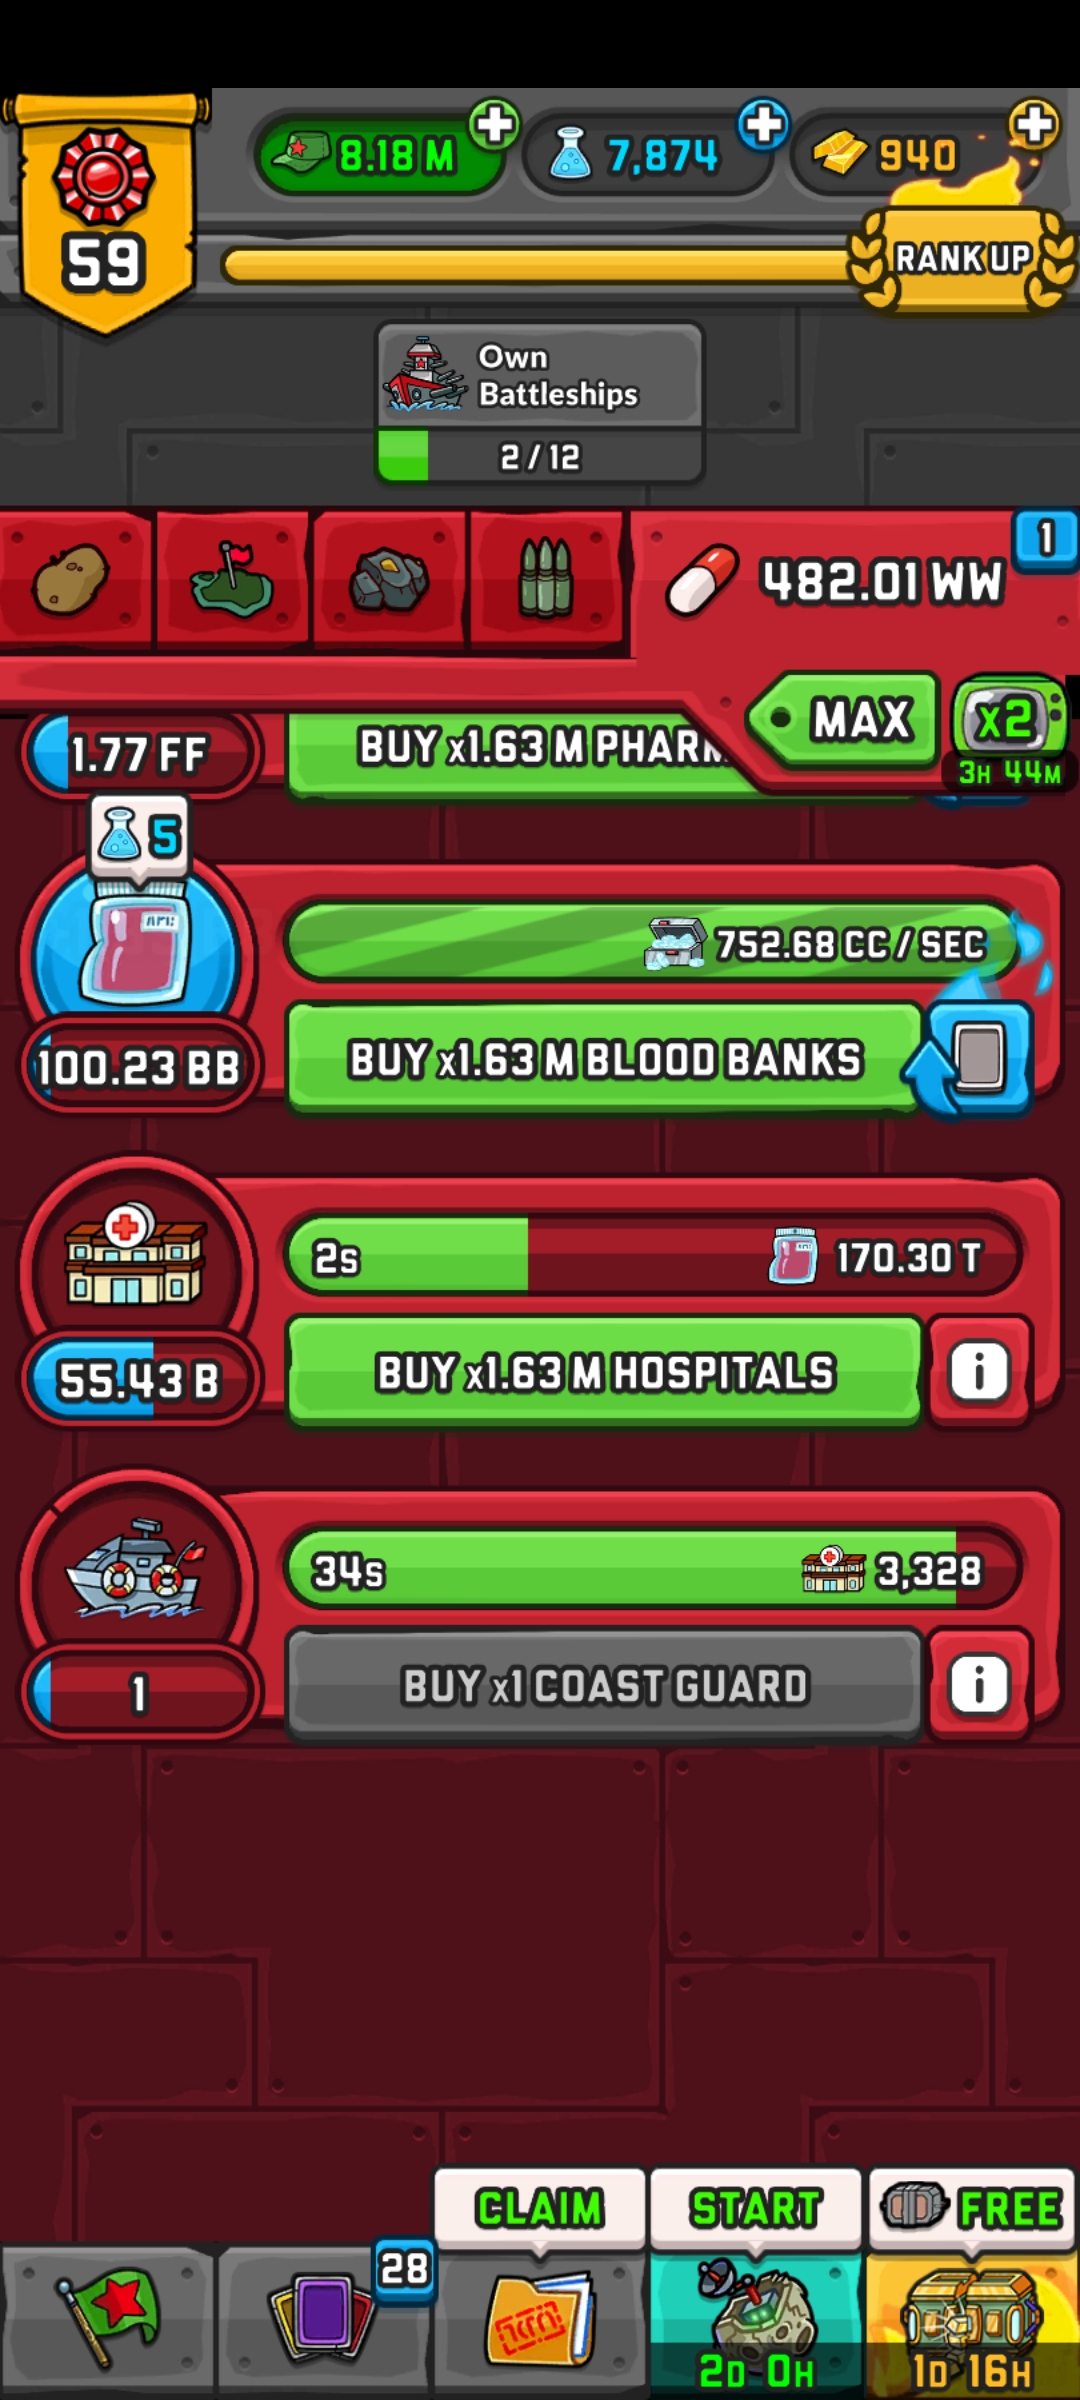 59
8.18 M
7,874
940
RANK UP
Own
Battleships
2 / 12
1
482.01 WW
MAX
x2
3H 44M
1.77 FF
BUY x1.63 M
5
752.68 CC / SEC
100.23 BB
BUY x1.63 M BLOOD BANKS
2s
170.30 T
55.43 B
BUY x1.63 M HOSPITALS
i
34s
3,328
1
BUY x1 COAST GUARD
i
CLAIM
START
FREE
28
2D 0H
1D 16H